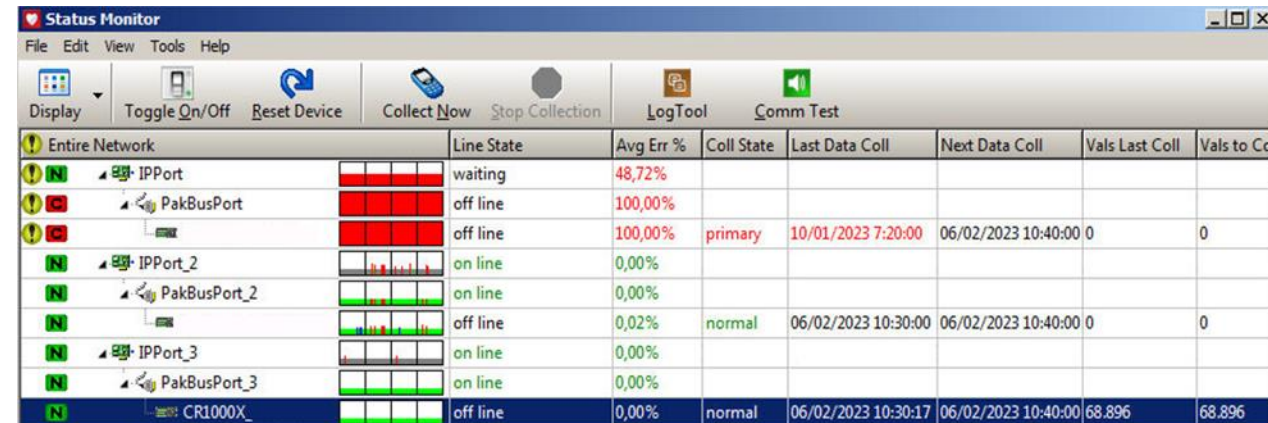 Status Monitor
File Edit View Tools Help
Display Toggle On/Off Reset Device Collect Now Stop Collection LogTool Comm Test
Entire Network Line State Avg Err % Coll State Last Data Coll Next Data Coll Vals Last Coll Vals to Co
N IPPort waiting 48,72%
C PakBusPort off line 100,00%
C off line 100,00% primary 10/01/2023 7:20:00 06/02/2023 10:40:00 0 0
N IPPort_2 on line 0,00%
N PakBusPort_2 on line 0,00%
N off line 0,02% normal 06/02/2023 10:30:00 06/02/2023 10:40:00 0 0
N IPPort_3 on line 0,00%
N PakBusPort_3 on line 0,00%
N CR1000X_ off line 0,00% normal 06/02/2023 10:30:17 06/02/2023 10:40:00 68.896 68.896